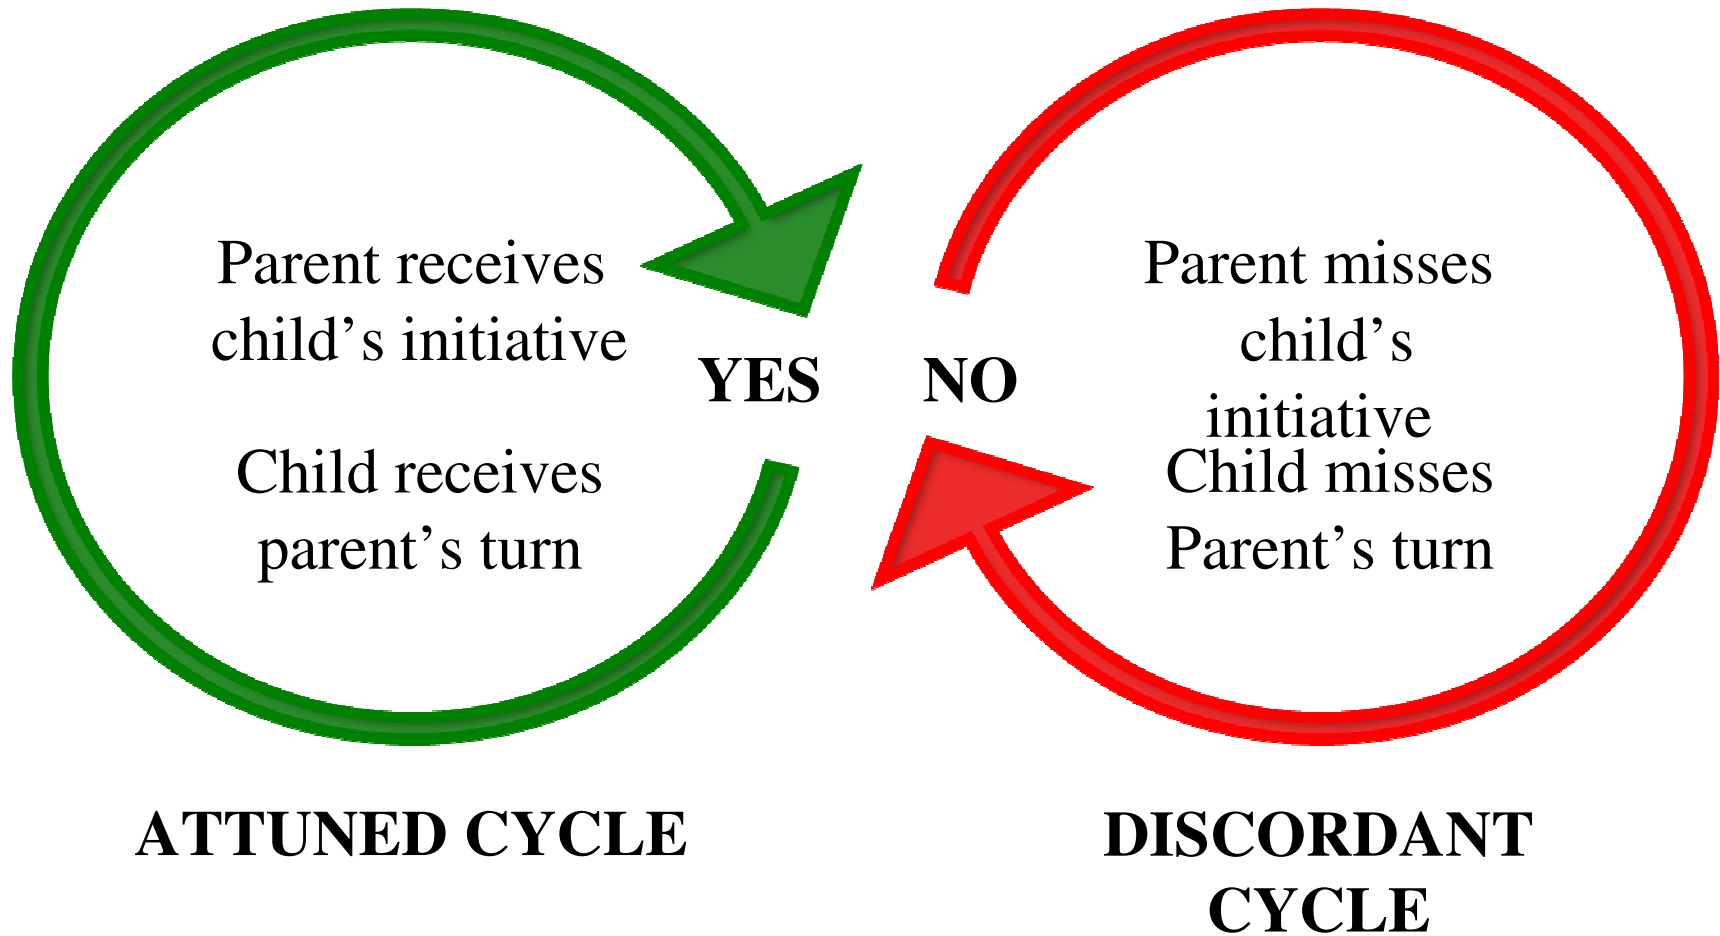 Parent receives
child’s initiative
Child receives
parent’s turn
YES
NO
Parent misses
child’s
initiative
Child misses
Parent’s turn
ATTUNED CYCLE
DISCORDANT
CYCLE